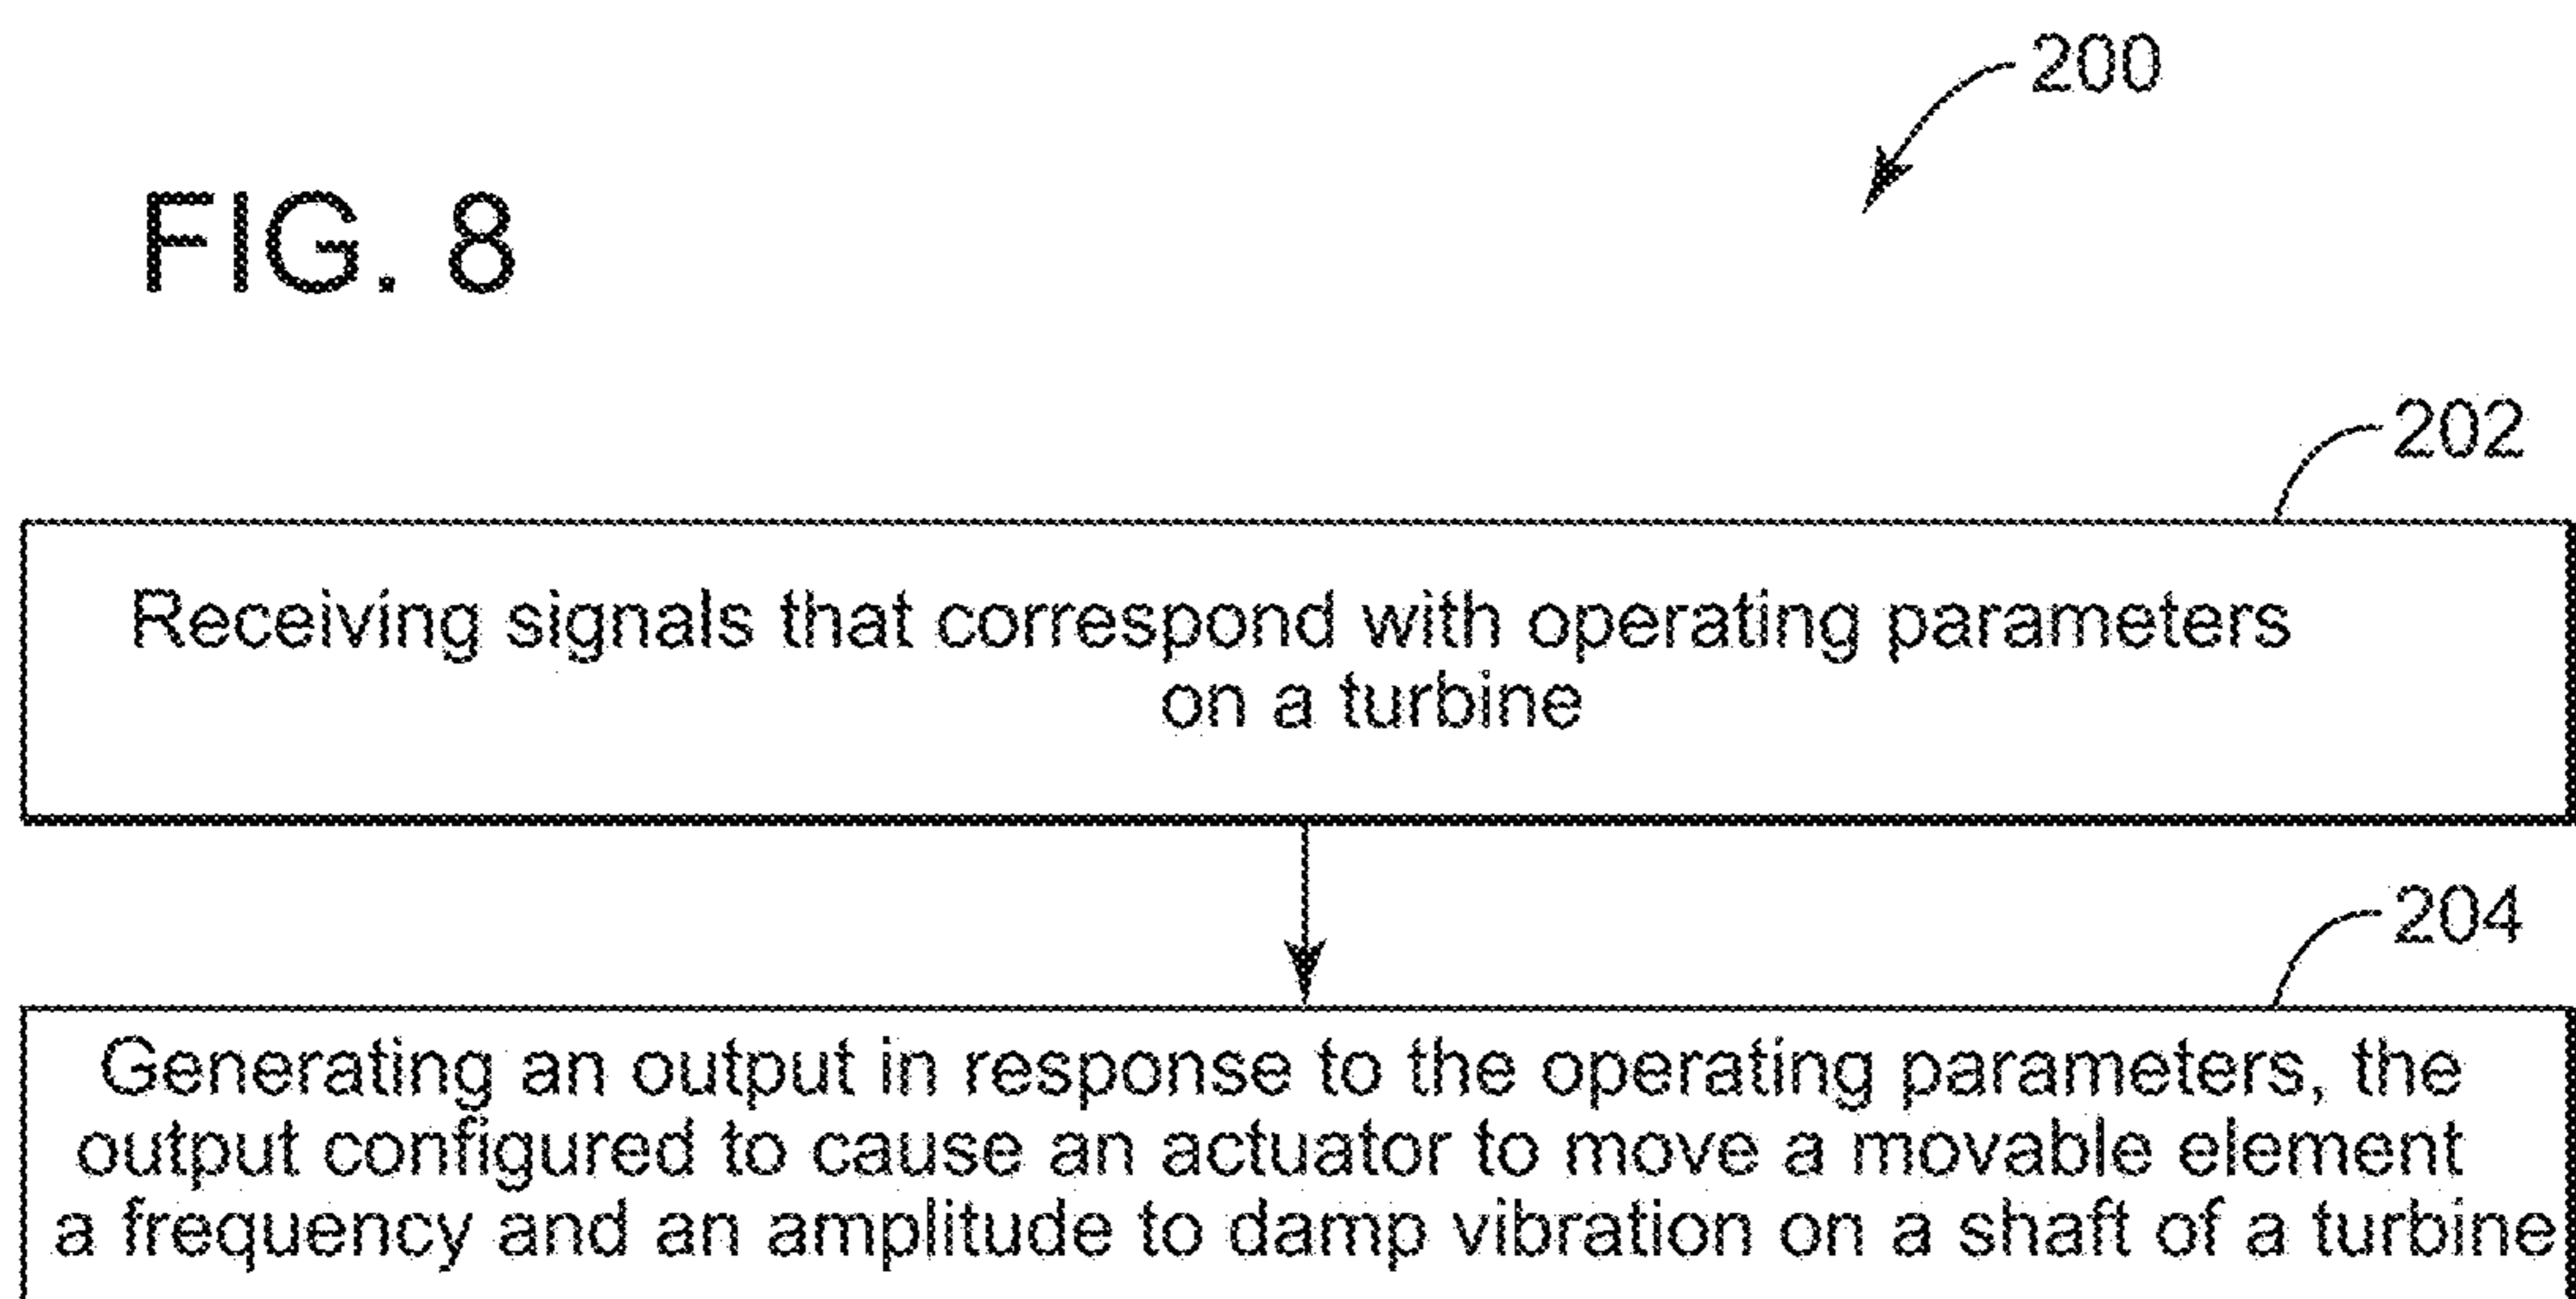 200
FIG. 8
202
Receiving signals that correspond with operating parameters
on a turbine
204
Generating an output in response to the operating parameters, the
output configured to cause an actuator to move a movable element
a frequency and an amplitude to damp vibration on a shaft of a turbine